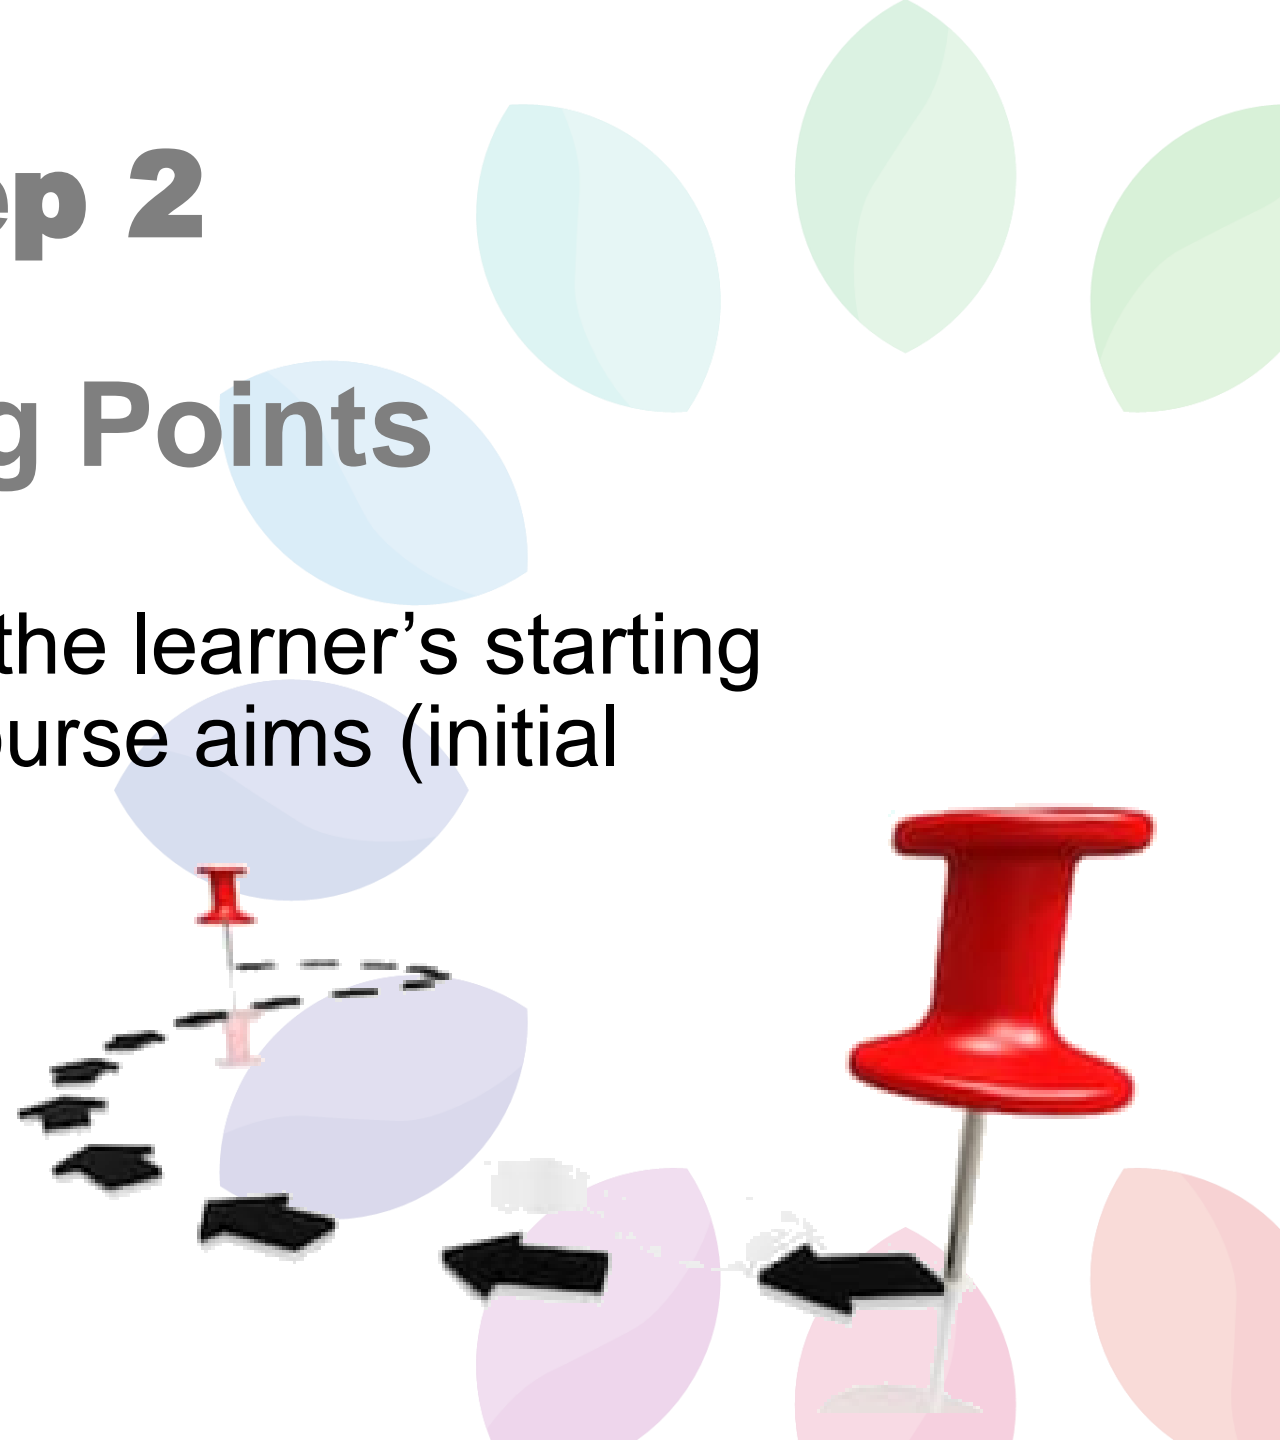 ep 2
g Points
the learner’s starting
ourse aims (initial